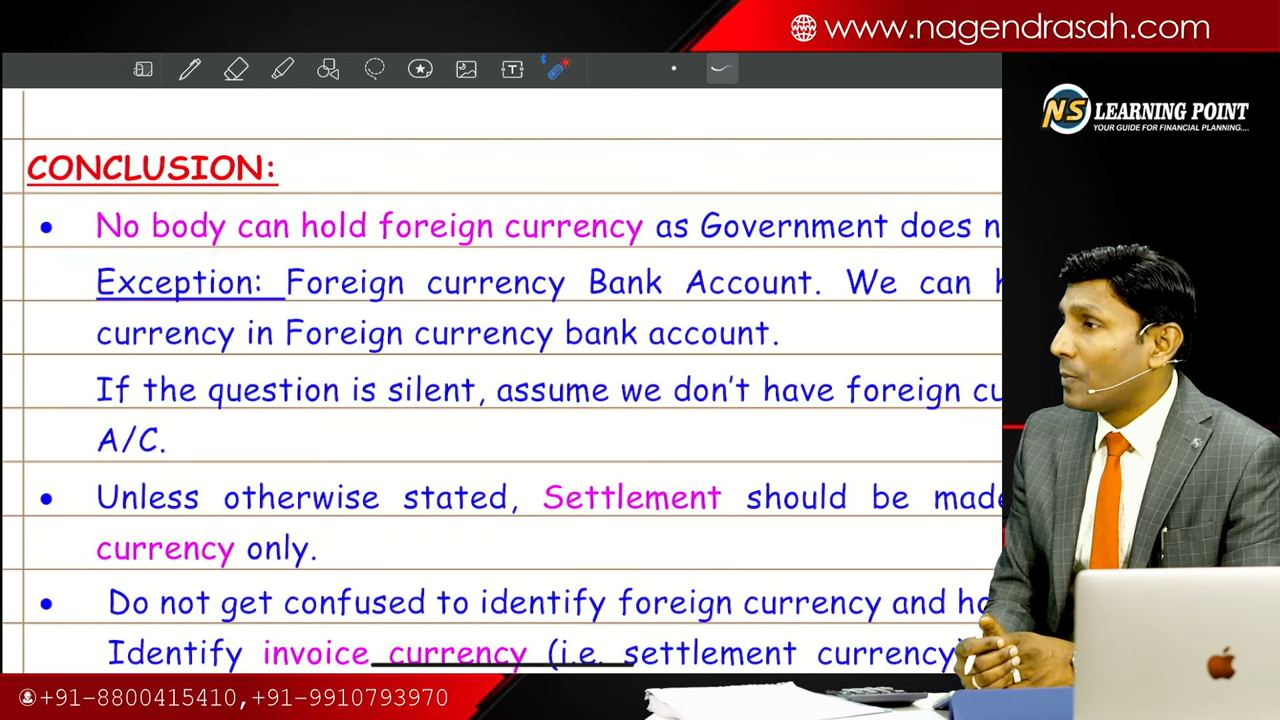 www.nagendrasah.com
NS LEARNING POINT
YOUR GUIDE FOR FINANCIAL PLANNING....
CONCLUSION:
• No body can hold foreign currency as Government does n
Exception: Foreign currency Bank Account. We can h
currency in Foreign currency bank account.
If the question is silent, assume we don't have foreign cu
A/C.
• Unless otherwise stated, Settlement should be made
currency only.
• Do not get confused to identify foreign currency and ho
Identify invoice currency (i.e. settlement currency)
+91-8800415410,+91-9910793970